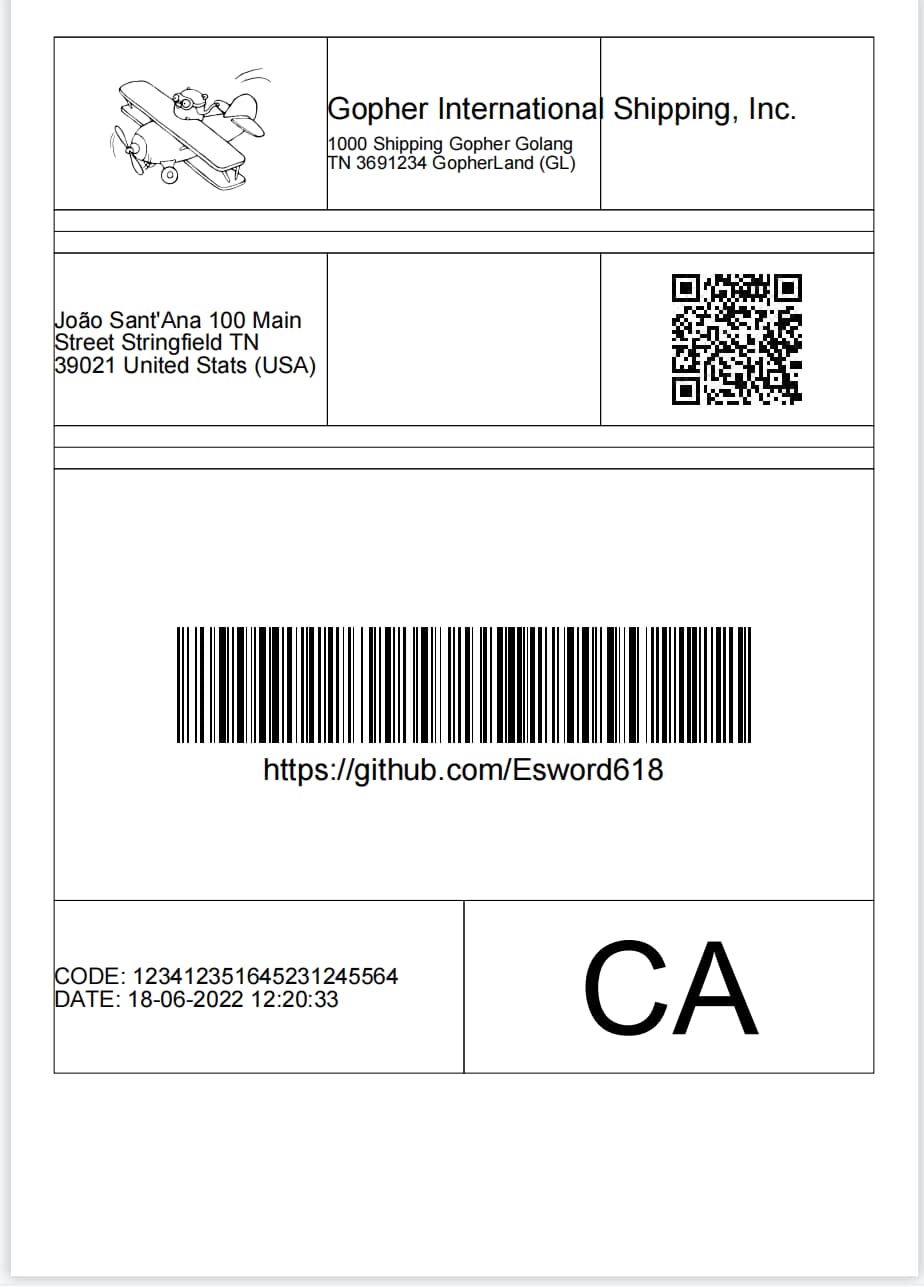 Gopher International Shipping, Inc.
1000 Shipping Gopher Golang
TN 3691234 GopherLand (GL)
João Sant'Ana 100 Main
Street Stringfield TN
39021 United Stats (USA)
https://github.com/Esword618
CODE: 123412351645231245564
DATE: 18-06-2022 12:20:33
CA